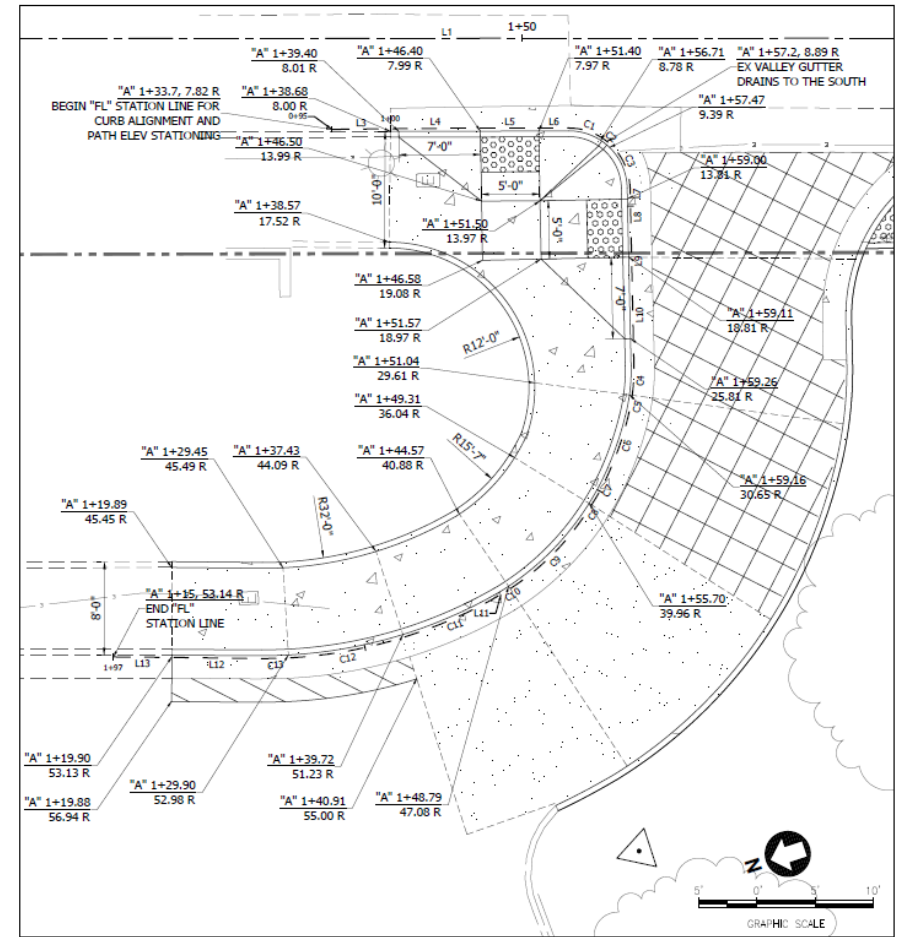 L1
1+50
"A" 1+39.40
8.01 R
"A" 1+46.40
7.99 R
"A" 1+51.40
7.97 R
"A" 1+56.71
8.78 R
"A" 1+57.2, 8.89 R
EX VALLEY GUTTER
DRAINS TO THE SOUTH
"A" 1+33.7, 7.82 R
BEGIN "FL" STATION LINE FOR
CURB ALIGNMENT AND
PATH ELEV STATIONING
"A" 1+38.68
8.00 R
0+95
1+00
L3
L4
L5
L6
C1
C2
C3
"A" 1+57.47
9.39 R
"A" 1+46.50
13.99 R
7'-0"
5'-0"
10'-0"
"A" 1+59.00
13.81 R
L7
L8
"A" 1+38.57
17.52 R
"A" 1+51.50
13.97 R
5'-0"
L9
"A" 1+46.58
19.08 R
7'-0"
L10
"A" 1+59.11
18.81 R
"A" 1+51.57
18.97 R
R12'-0"
"A" 1+51.04
29.61 R
C4
C5
"A" 1+59.26
25.81 R
"A" 1+49.31
36.04 R
R15'-7"
C6
"A" 1+29.45
45.49 R
"A" 1+37.43
44.09 R
"A" 1+44.57
40.88 R
"A" 1+59.16
30.65 R
C7
C8
"A" 1+19.89
45.45 R
R32'-0"
C9
8'-0"
"A" 1+15, 53.14 R
END "FL"
STATION LINE
L11
C10
"A" 1+55.70
39.96 R
C11
1+97
L13
L12
C13
C12
"A" 1+19.90
53.13 R
"A" 1+39.72
51.23 R
"A" 1+29.90
52.98 R
"A" 1+19.88
56.94 R
"A" 1+40.91
55.00 R
"A" 1+48.79
47.08 R
N
5' 0' 5' 10'
GRAPHIC SCALE